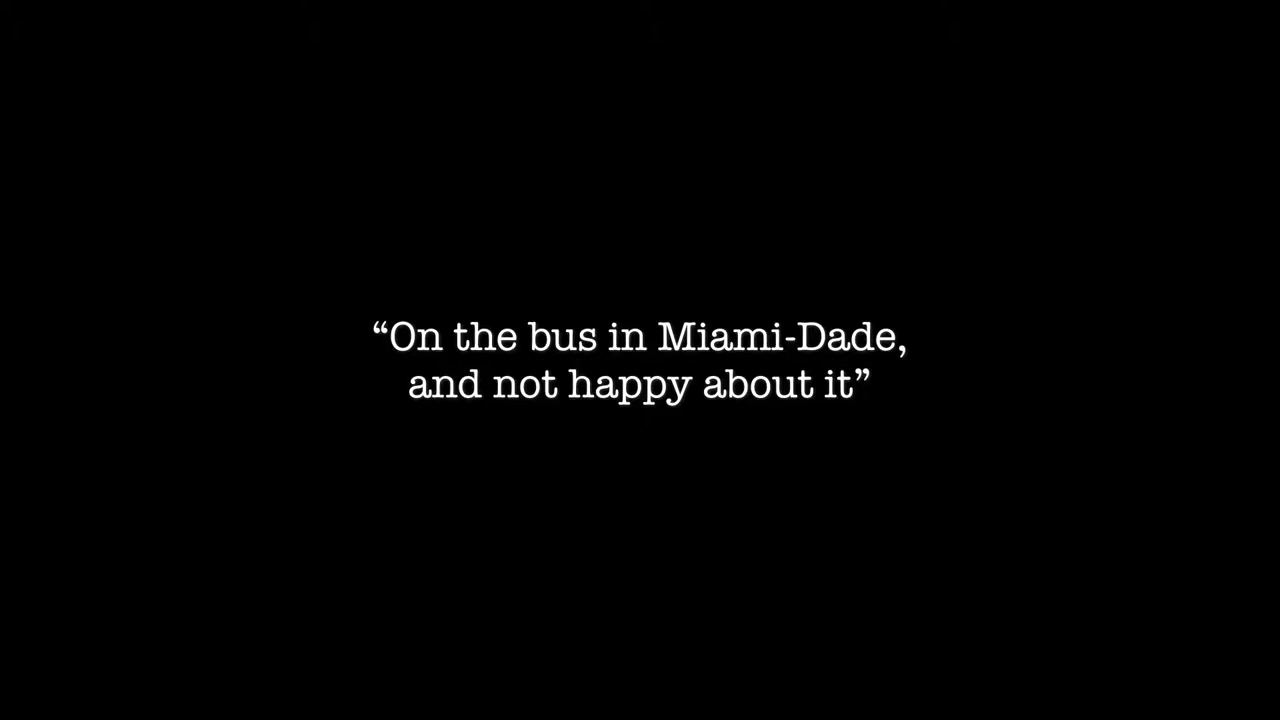 “On the bus in Miami-Dade,
and not happy about it”